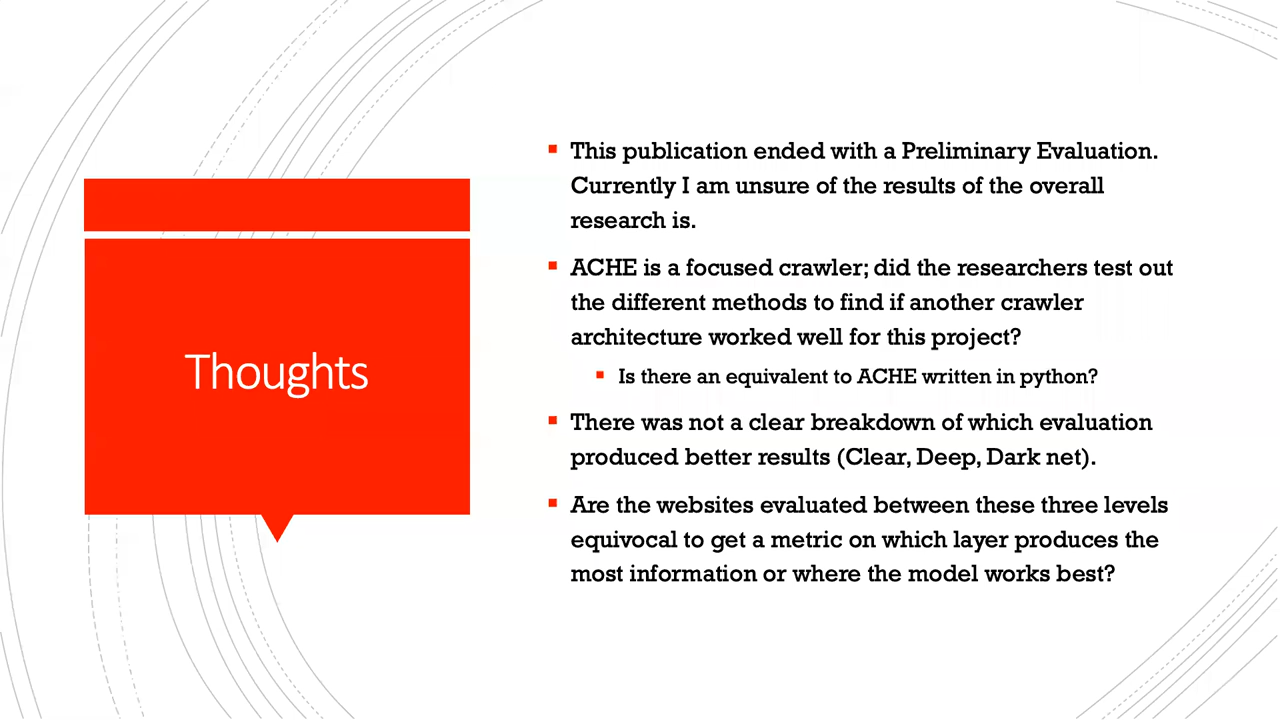 Thoughts
This publication ended with a Preliminary Evaluation.
Currently I am unsure of the results of the overall
research is.
ACHE is a focused crawler; did the researchers test out
the different methods to find if another crawler
architecture worked well for this project?
Is there an equivalent to ACHE written in python?
There was not a clear breakdown of which evaluation
produced better results (Clear, Deep, Dark net).
Are the websites evaluated between these three levels
equivocal to get a metric on which layer produces the
most information or where the model works best?